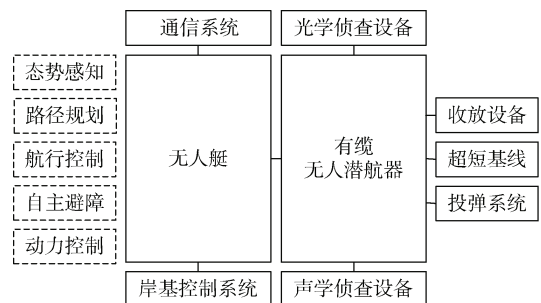 通信系统
光学侦查设备
态势感知
路径规划
航行控制
自主避障
动力控制
无人艇
有缆
无人潜航器
收放设备
超短基线
投弹系统
岸基控制系统
声学侦查设备